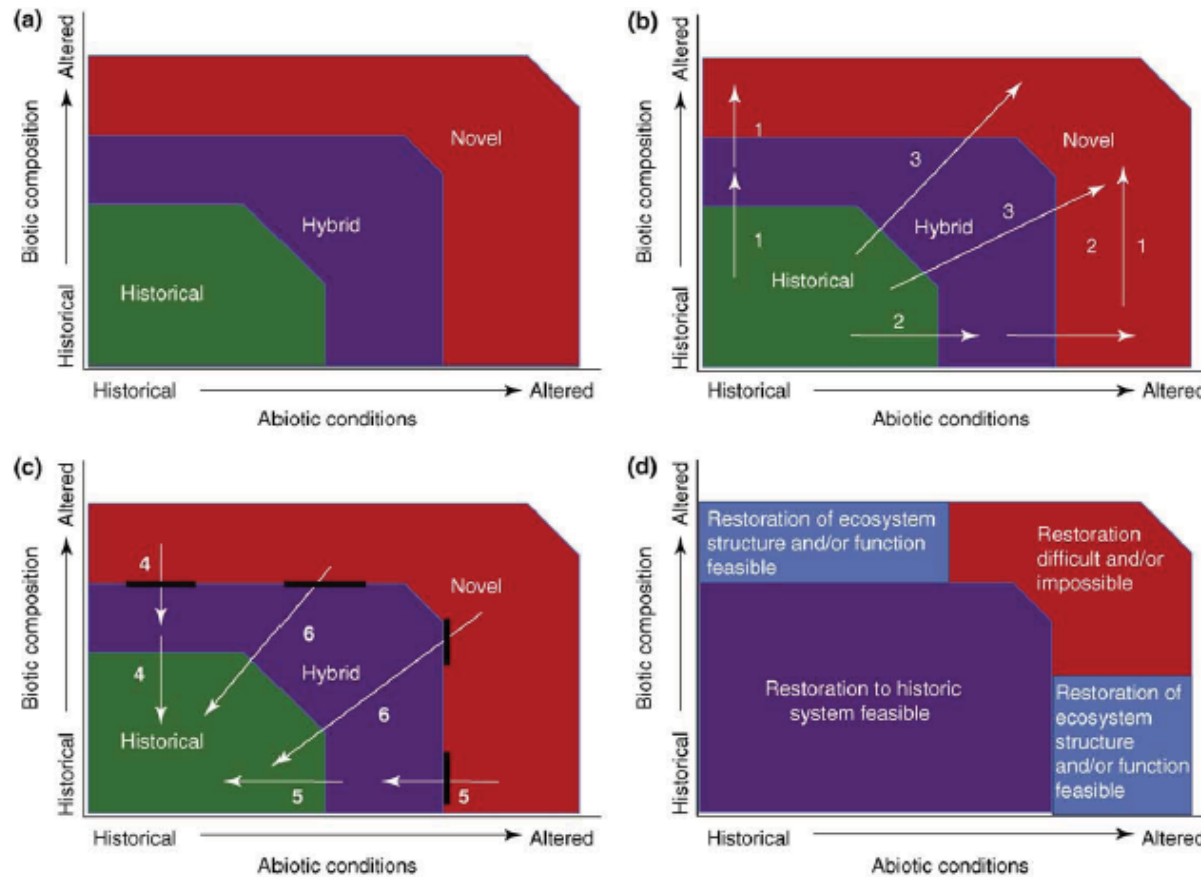 (a)
Altered
Biotic composition
Historical
Novel
Hybrid
Historical
Historical
Altered
Abiotic conditions
(b)
Altered
Biotic composition
Historical
1
3
Novel
3
Hybrid
1
2
1
Historical
2
Historical
Altered
Abiotic conditions
(c)
Altered
Biotic composition
Historical
4
Novel
6
4
Hybrid
6
Historical
5
5
Historical
Altered
Abiotic conditions
(d)
Altered
Biotic composition
Historical
Restoration of ecosystem
structure and/or function
feasible
Restoration
difficult and/or
impossible
Restoration to historic
system feasible
Restoration of
ecosystem
structure
and/or function
feasible
Historical
Altered
Abiotic conditions